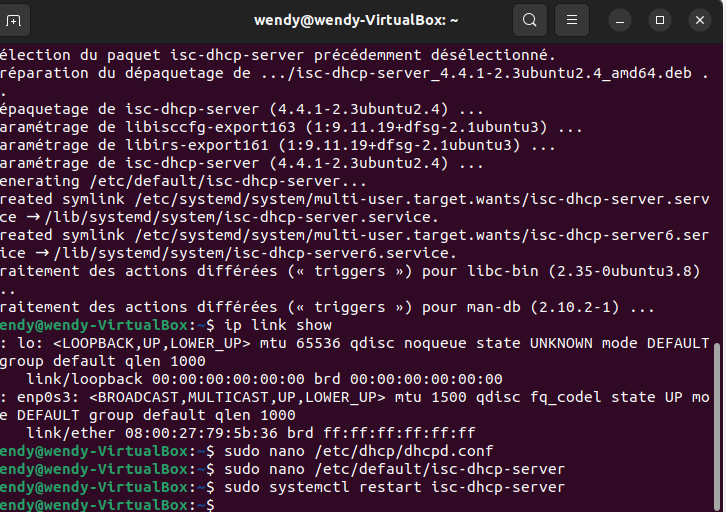 wendy@wendy-VirtualBox: ~
élection du paquet isc-dhcp-server précédemment désélectionné.
réparation du dépaquetage de .../isc-dhcp-server_4.4.1-2.3ubuntu2.4_amd64.deb .
.
épaquetage de isc-dhcp-server (4.4.1-2.3ubuntu2.4) ...
aramétrage de libisccfg-export163 (1:9.11.19+dfsg-2.1ubuntu3) ...
aramétrage de libirs-export161 (1:9.11.19+dfsg-2.1ubuntu3) ...
aramétrage de isc-dhcp-server (4.4.1-2.3ubuntu2.4) ...
enerating /etc/default/isc-dhcp-server...
reated symlink /etc/systemd/system/multi-user.target.wants/isc-dhcp-server.serv
ce → /lib/systemd/system/isc-dhcp-server.service.
reated symlink /etc/systemd/system/multi-user.target.wants/isc-dhcp-server6.ser
ice → /lib/systemd/system/isc-dhcp-server6.service.
raitement des actions différées (« triggers ») pour libc-bin (2.35-0ubuntu3.8)
..
raitement des actions différées (« triggers ») pour man-db (2.10.2-1) ...
endy@wendy-VirtualBox:~$ ip link show
: lo: <LOOPBACK,UP,LOWER_UP> mtu 65536 qdisc noqueue state UNKNOWN mode DEFAULT
group default qlen 1000
link/loopback 00:00:00:00:00:00 brd 00:00:00:00:00:00
: enp0s3: <BROADCAST,MULTICAST,UP,LOWER_UP> mtu 1500 qdisc fq_codel state UP mo
e DEFAULT group default qlen 1000
link/ether 08:00:27:79:5b:36 brd ff:ff:ff:ff:ff:ff
endy@wendy-VirtualBox:~$ sudo nano /etc/dhcp/dhcpd.conf
endy@wendy-VirtualBox:~$ sudo nano /etc/default/isc-dhcp-server
endy@wendy-VirtualBox:~$ sudo systemctl restart isc-dhcp-server
endy@wendy-VirtualBox:~$